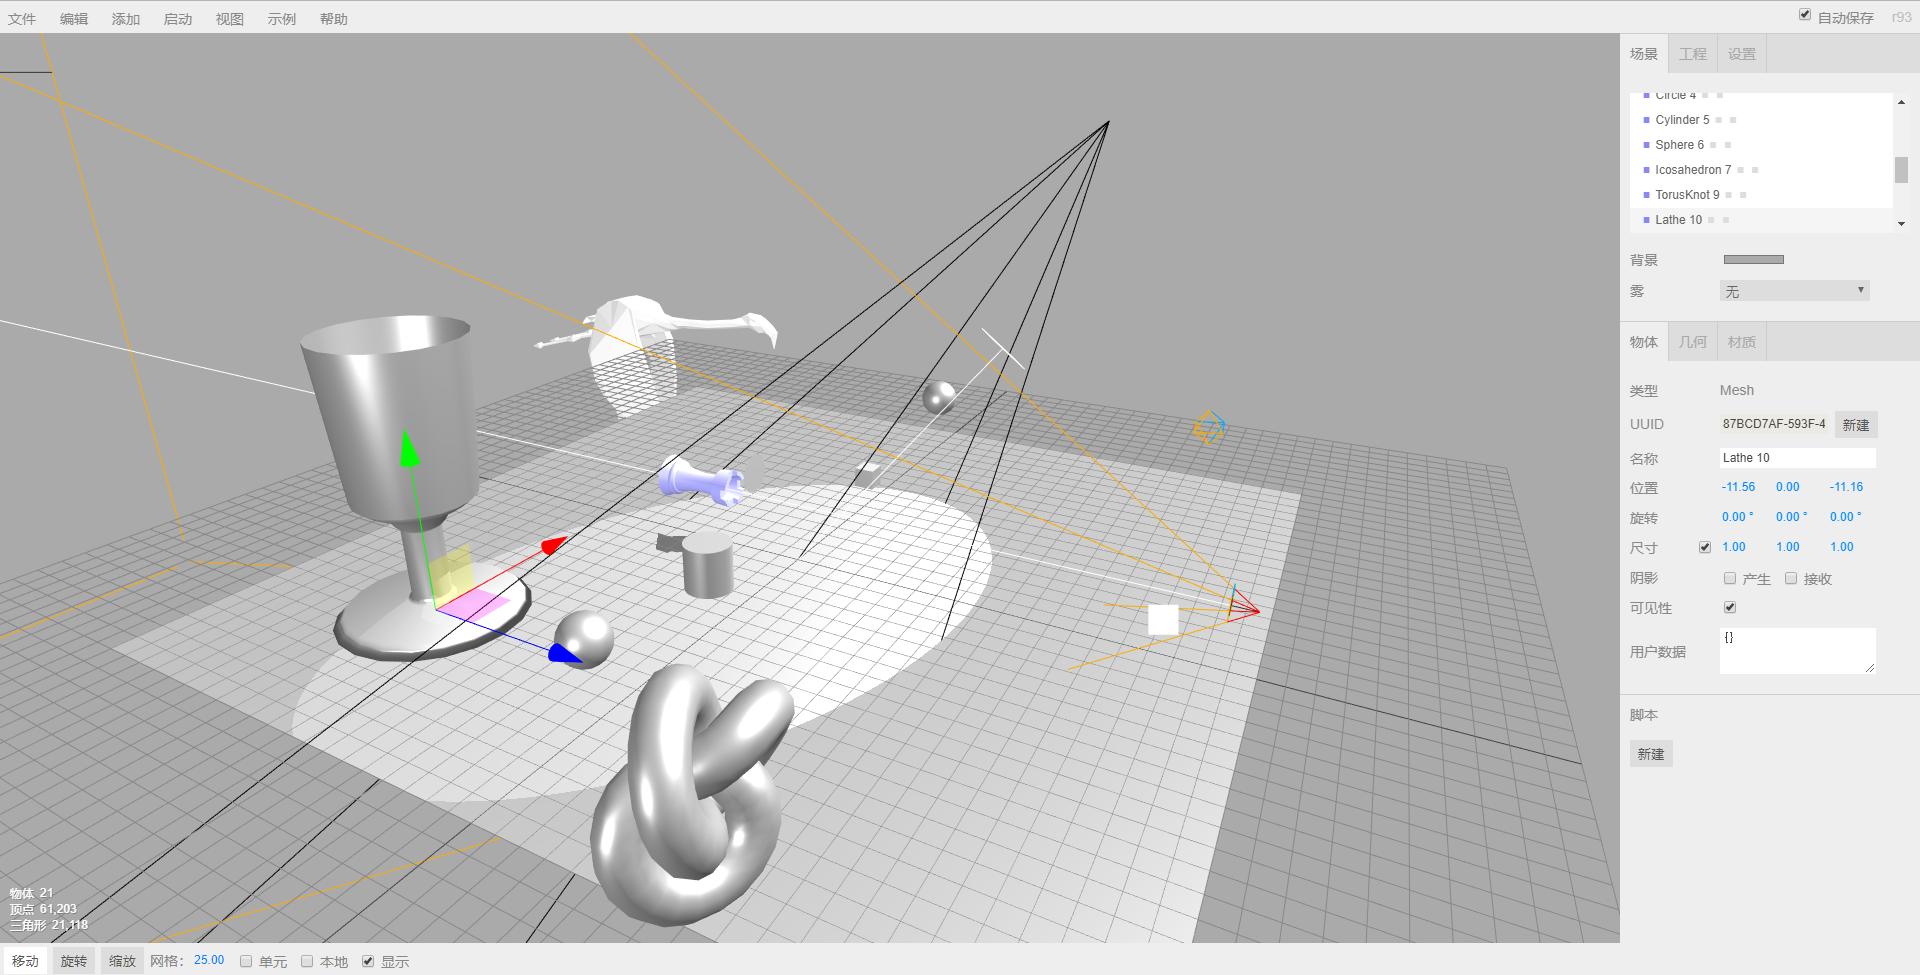 文件 编辑 添加 启动 视图 示例 帮助 自动保存 r93
场景 工程 设置
Circle 4
Cylinder 5
Sphere 6
Icosahedron 7
TorusKnot 9
Lathe 10
背景
雾 无
物体 几何 材质
类型 Mesh
UUID 87BCD7AF-593F-4 新建
名称 Lathe 10
位置 -11.56 0.00 -11.16
旋转 0.00 ° 0.00 ° 0.00 °
尺寸 1.00 1.00 1.00
阴影 产生 接收
可见性
用户数据 {}
脚本
新建
物体 21
顶点 61,203
三角形 21,118
移动 旋转 缩放 网格: 25.00 单元 本地 显示